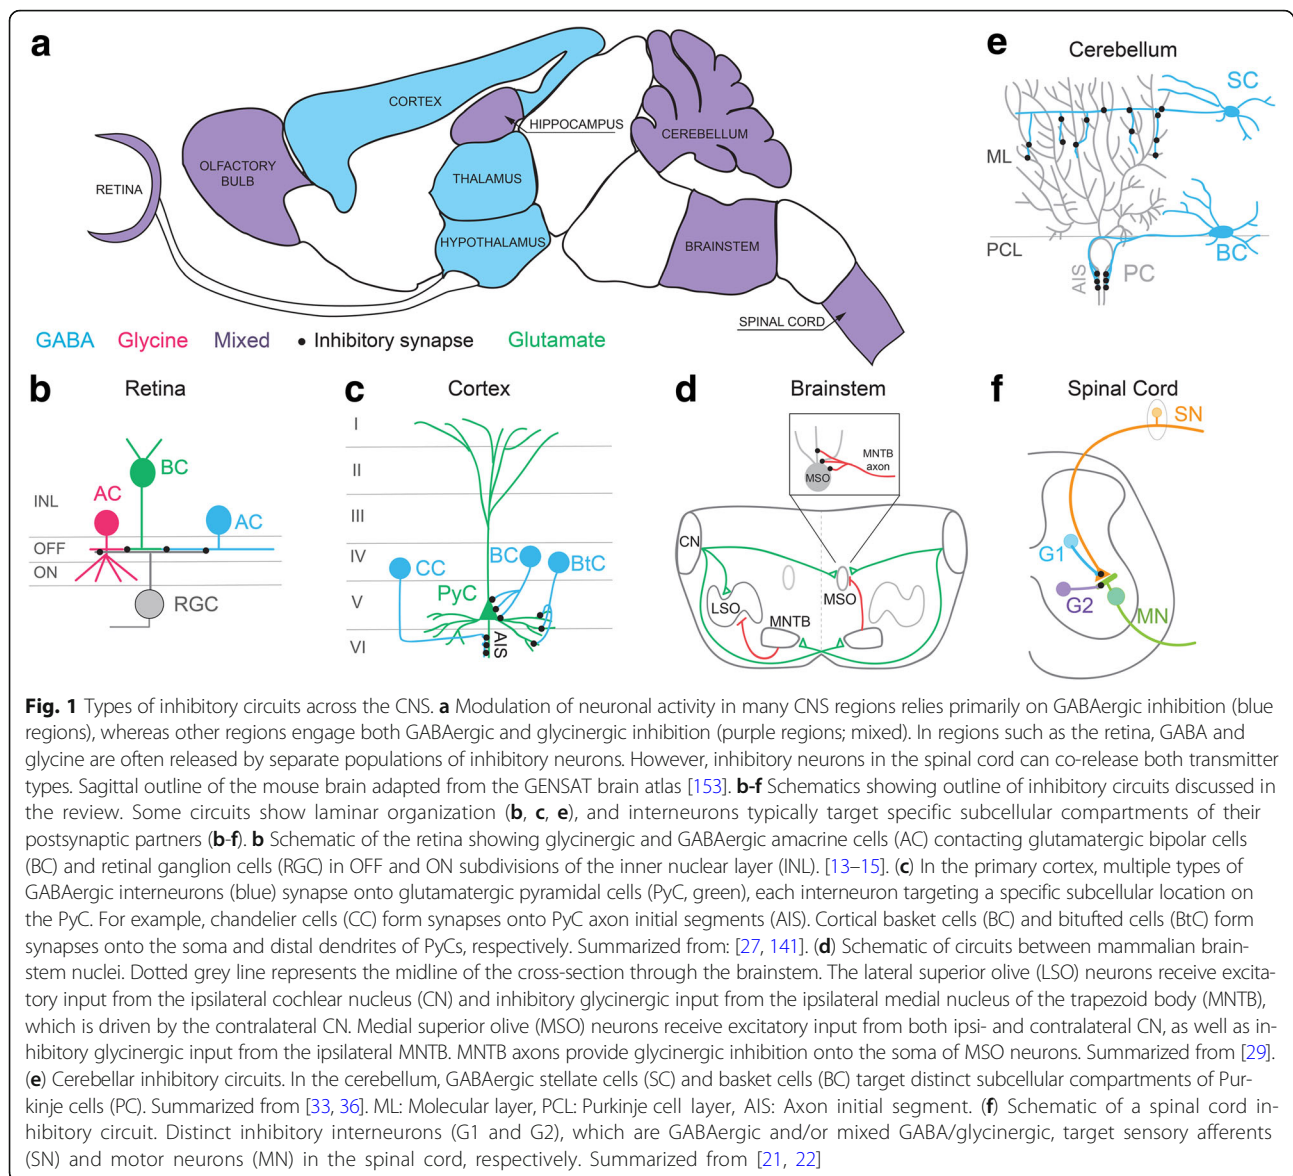 a
CORTEX
HIPPOCAMPUS
CEREBELLUM
OLFACTORY
BULB
RETINA
THALAMUS
HYPOTHALAMUS
BRAINSTEM
SPINAL CORD
GABA Glycine Mixed • Inhibitory synapse Glutamate
e
Cerebellum
SC
ML
PCL
BC
AIS
PC
b Retina
BC
AC
AC
INL
OFF
ON
RGC
c Cortex
I
II
III
IV
V
VI
CC
BC
BtC
PyC
AIS
d Brainstem
MNTB
axon
MSO
CN
LSO
MSO
MNTB
f Spinal Cord
SN
G1
G2
MN
Fig. 1 Types of inhibitory circuits across the CNS. a Modulation of neuronal activity in many CNS regions relies primarily on GABAergic inhibition (blue
regions), whereas other regions engage both GABAergic and glycinergic inhibition (purple regions; mixed). In regions such as the retina, GABA and
glycine are often released by separate populations of inhibitory neurons. However, inhibitory neurons in the spinal cord can co-release both transmitter
types. Sagittal outline of the mouse brain adapted from the GENSAT brain atlas [153]. b-f Schematics showing outline of inhibitory circuits discussed in
the review. Some circuits show laminar organization (b, c, e), and interneurons typically target specific subcellular compartments of their
postsynaptic partners (b-f). b Schematic of the retina showing glycinergic and GABAergic amacrine cells (AC) contacting glutamatergic bipolar cells
(BC) and retinal ganglion cells (RGC) in OFF and ON subdivisions of the inner nuclear layer (INL). [13–15]. (c) In the primary cortex, multiple types of
GABAergic interneurons (blue) synapse onto glutamatergic pyramidal cells (PyC, green), each interneuron targeting a specific subcellular location on
the PyC. For example, chandelier cells (CC) form synapses onto PyC axon initial segments (AIS). Cortical basket cells (BC) and bitufted cells (BtC) form
synapses onto the soma and distal dendrites of PyCs, respectively. Summarized from: [27, 141]. (d) Schematic of circuits between mammalian brain-
stem nuclei. Dotted grey line represents the midline of the cross-section through the brainstem. The lateral superior olive (LSO) neurons receive excita-
tory input from the ipsilateral cochlear nucleus (CN) and inhibitory glycinergic input from the ipsilateral medial nucleus of the trapezoid body (MNTB),
which is driven by the contralateral CN. Medial superior olive (MSO) neurons receive excitatory input from both ipsi- and contralateral CN, as well as in-
hibitory glycinergic input from the ipsilateral MNTB. MNTB axons provide glycinergic inhibition onto the soma of MSO neurons. Summarized from [29].
(e) Cerebellar inhibitory circuits. In the cerebellum, GABAergic stellate cells (SC) and basket cells (BC) target distinct subcellular compartments of Pur-
kinje cells (PC). Summarized from [33, 36]. ML: Molecular layer, PCL: Purkinje cell layer, AIS: Axon initial segment. (f) Schematic of a spinal cord in-
hibitory circuit. Distinct inhibitory interneurons (G1 and G2), which are GABAergic and/or mixed GABA/glycinergic, target sensory afferents
(SN) and motor neurons (MN) in the spinal cord, respectively. Summarized from [21, 22]